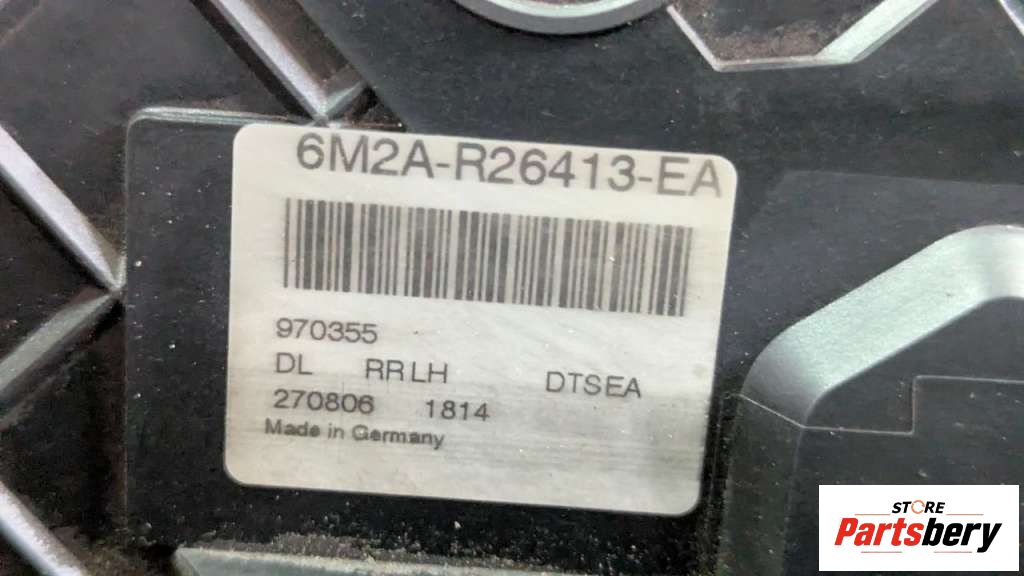 6M2A-R26413-EA
970355
DL RR LH DTSEA
270806 1814
Made in Germany
STORE
Partsbery